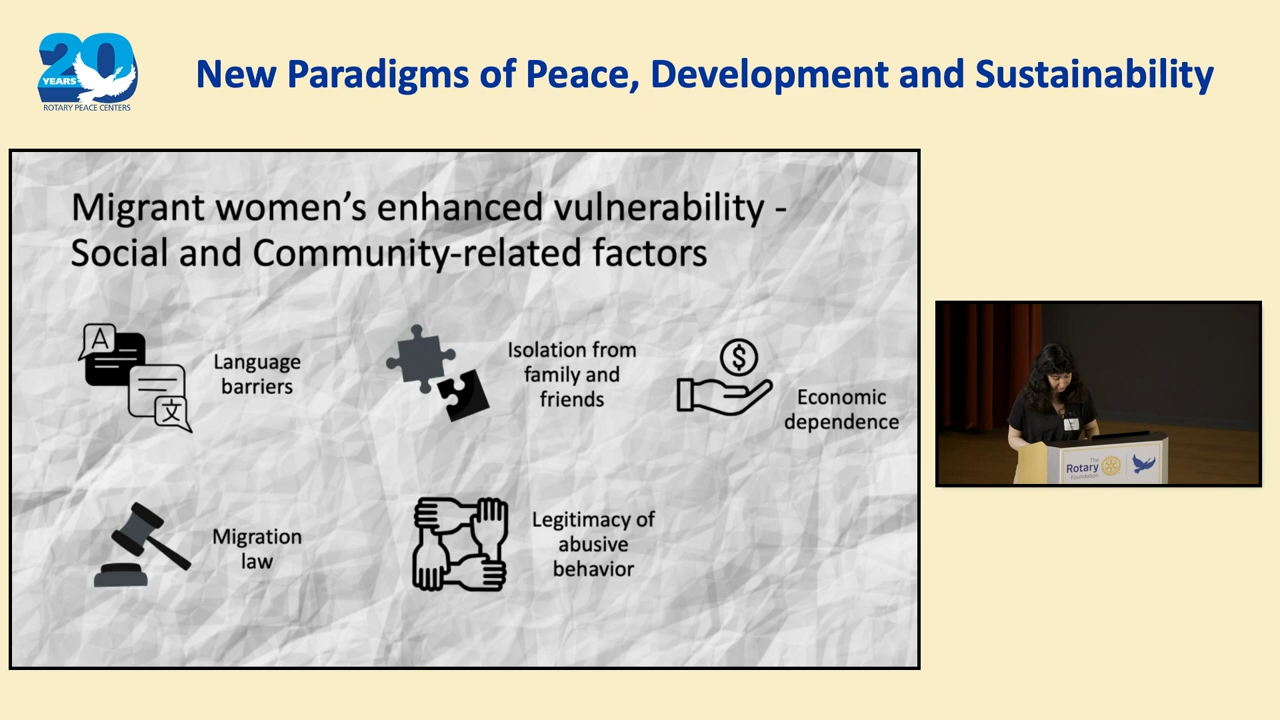 20
YEARS
ROTARY PEACE CENTERS
New Paradigms of Peace, Development and Sustainability
Migrant women’s enhanced vulnerability -
Social and Community-related factors
A
文
Language
barriers
Isolation from
family and
friends
$
Economic
dependence
Migration
law
Legitimacy of
abusive
behavior
The
Rotary
Foundation